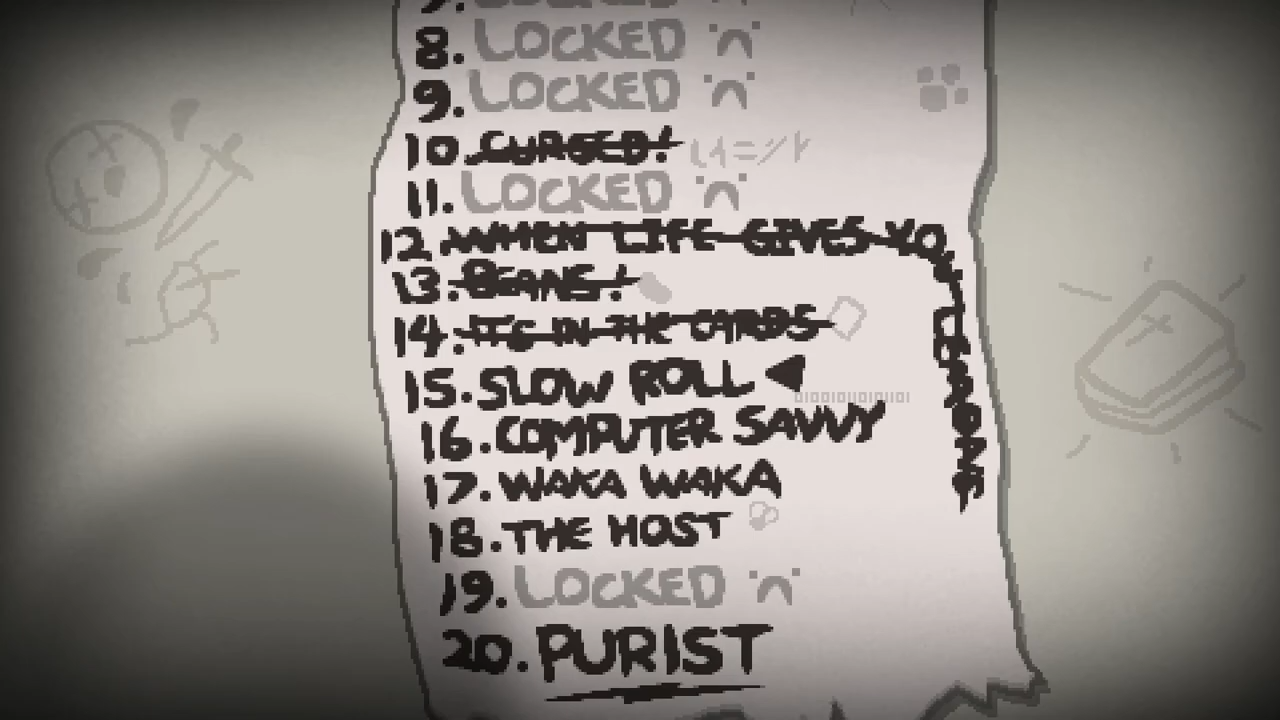 8. LOCKED
9. LOCKED
10. CURSED!
11. LOCKED
12 WHEN LIFE GIVES YOU LEMONS
13. BEANS!
14. IT'S IN THE CARDS
15. SLOW ROLL
16. COMPUTER SAVVY
17. WAKA WAKA
18. THE HOST
19. LOCKED
20. PURIST